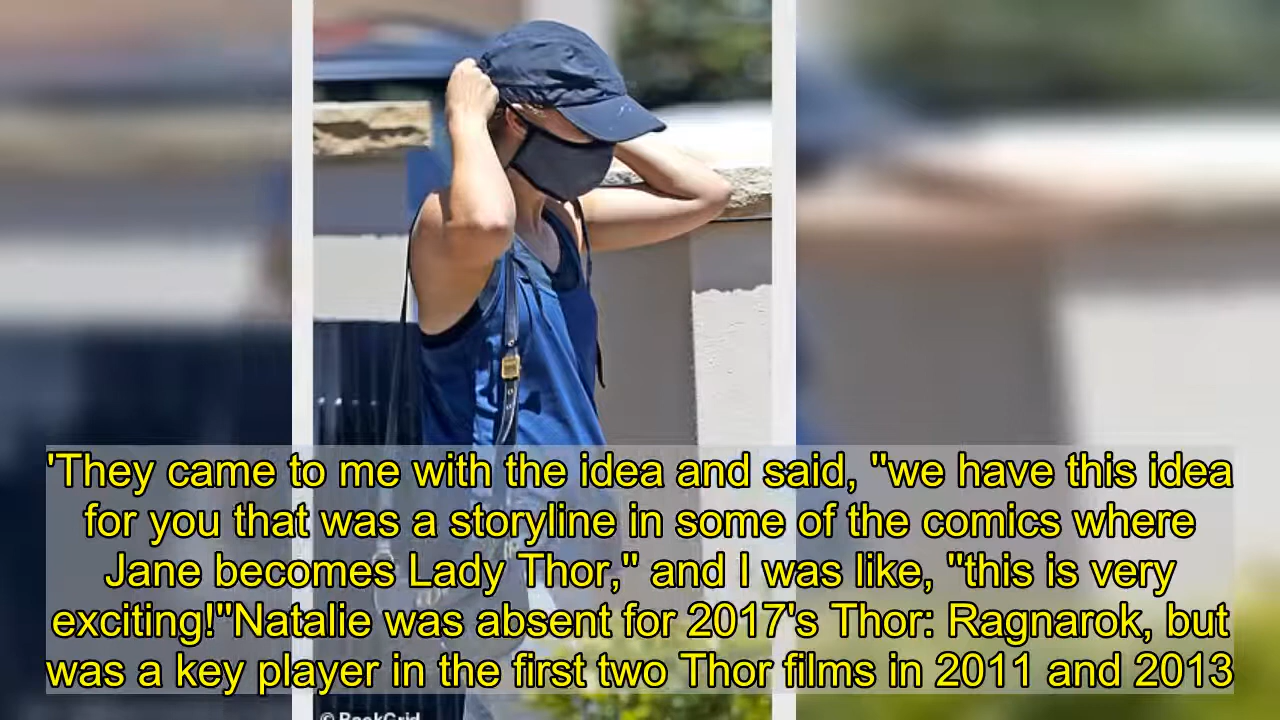 'They came to me with the idea and said, "we have this idea
for you that was a storyline in some of the comics where
Jane becomes Lady Thor," and I was like, "this is very
exciting!"Natalie was absent for 2017's Thor: Ragnarok, but
was a key player in the first two Thor films in 2011 and 2013
© BackGrid